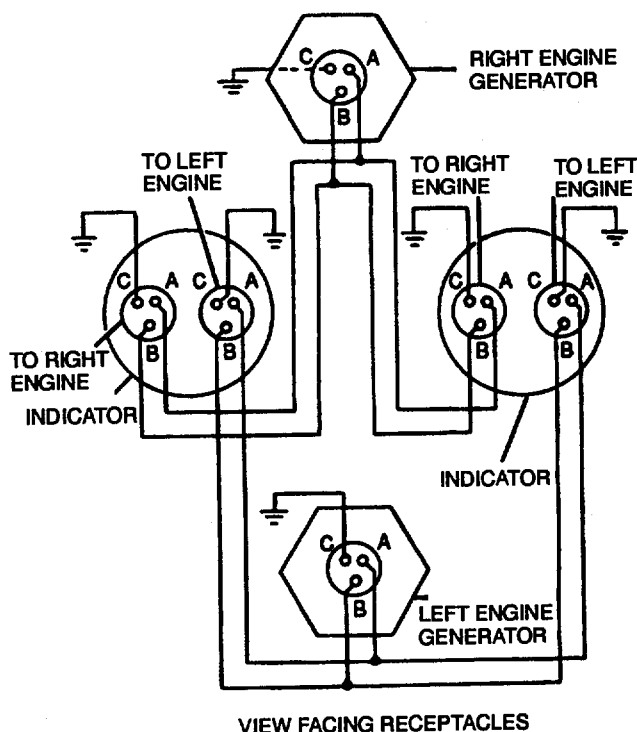 RIGHT ENGINE
GENERATOR
C
A
B
TO LEFT
ENGINE
TO RIGHT
ENGINE
TO LEFT
ENGINE
C
A
B
C
A
B
C
A
B
C
A
B
TO RIGHT
ENGINE
INDICATOR
INDICATOR
C
A
B
LEFT ENGINE
GENERATOR
VIEW FACING RECEPTACLES